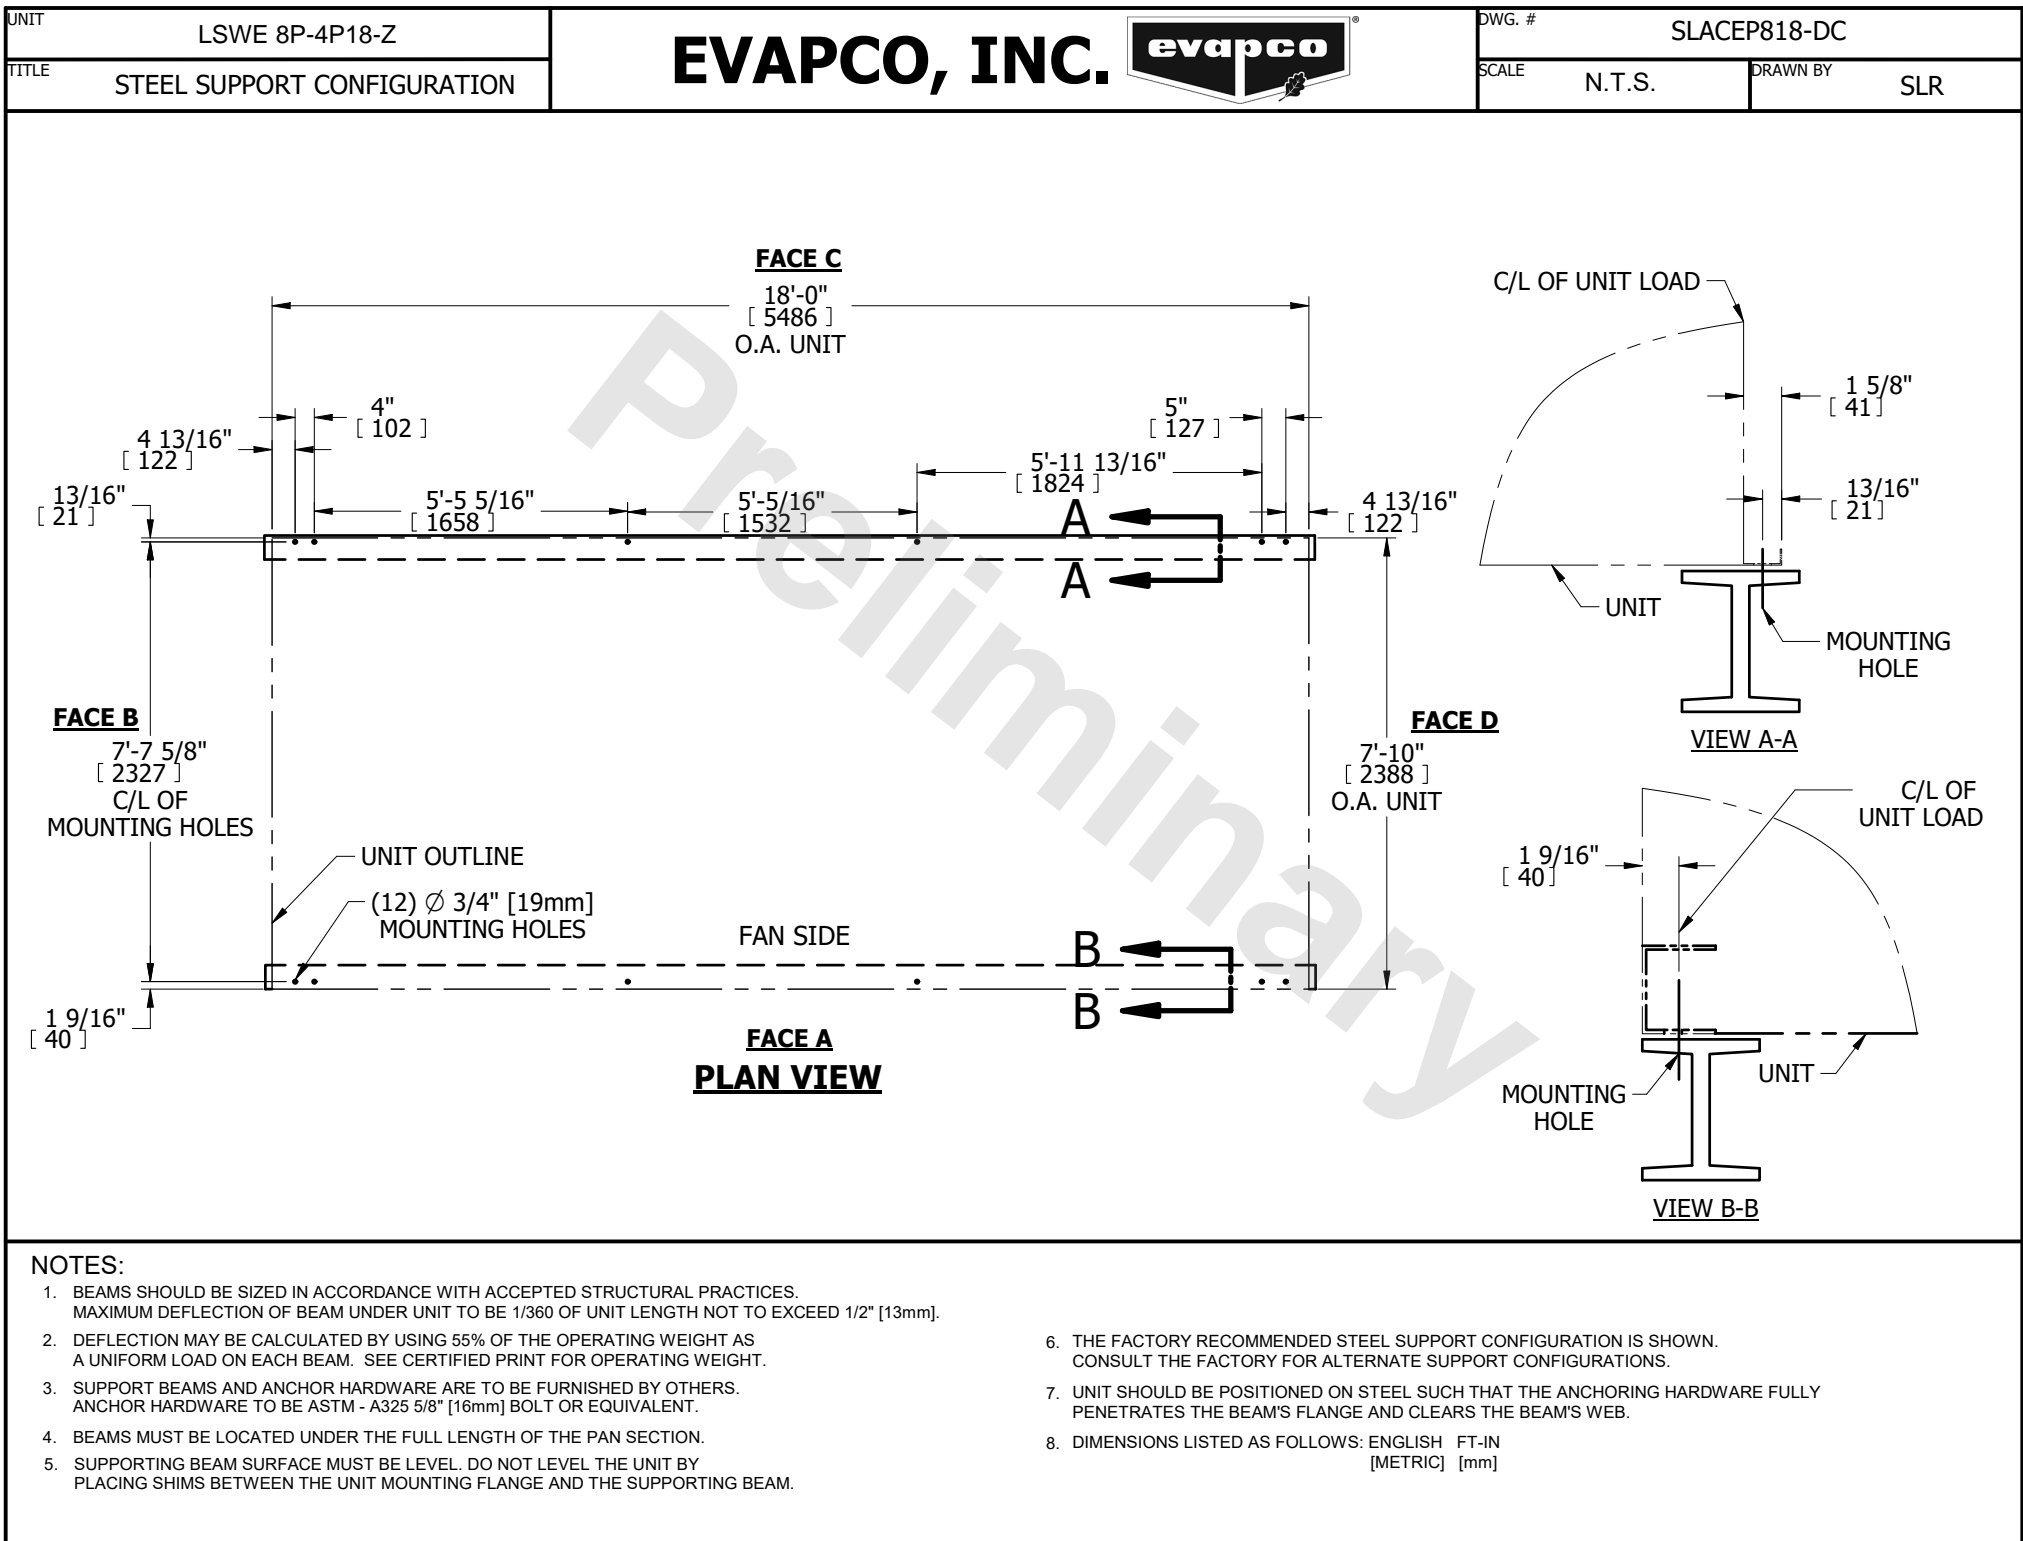 UNIT
LSWE 8P-4P18-Z
TITLE
STEEL SUPPORT CONFIGURATION
EVAPCO, INC.
evapco
®
DWG. #
SLACEP818-DC
SCALE
N.T.S.
DRAWN BY
SLR
FACE C
18'-0"
[ 5486 ]
O.A. UNIT
4"
[ 102 ]
4 13/16"
[ 122 ]
13/16"
[ 21 ]
5'-5 5/16"
[ 1658 ]
5'-5/16"
[ 1532 ]
5'-11 13/16"
[ 1824 ]
5"
[ 127 ]
4 13/16"
[ 122 ]
A
A
FACE B
7'-7 5/8"
[ 2327 ]
C/L OF
MOUNTING HOLES
FACE D
7'-10"
[ 2388 ]
O.A. UNIT
UNIT OUTLINE
(12) ∅ 3/4" [19mm]
MOUNTING HOLES
FAN SIDE
B
B
1 9/16"
[ 40 ]
FACE A
PLAN VIEW
Preliminary
C/L OF UNIT LOAD
1 5/8"
[ 41 ]
13/16"
[ 21 ]
UNIT
MOUNTING
HOLE
VIEW A-A
C/L OF
UNIT LOAD
1 9/16"
[ 40 ]
UNIT
MOUNTING
HOLE
VIEW B-B
NOTES:
1. BEAMS SHOULD BE SIZED IN ACCORDANCE WITH ACCEPTED STRUCTURAL PRACTICES.
MAXIMUM DEFLECTION OF BEAM UNDER UNIT TO BE 1/360 OF UNIT LENGTH NOT TO EXCEED 1/2" [13mm].
2. DEFLECTION MAY BE CALCULATED BY USING 55% OF THE OPERATING WEIGHT AS
A UNIFORM LOAD ON EACH BEAM. SEE CERTIFIED PRINT FOR OPERATING WEIGHT.
3. SUPPORT BEAMS AND ANCHOR HARDWARE ARE TO BE FURNISHED BY OTHERS.
ANCHOR HARDWARE TO BE ASTM - A325 5/8" [16mm] BOLT OR EQUIVALENT.
4. BEAMS MUST BE LOCATED UNDER THE FULL LENGTH OF THE PAN SECTION.
5. SUPPORTING BEAM SURFACE MUST BE LEVEL. DO NOT LEVEL THE UNIT BY
PLACING SHIMS BETWEEN THE UNIT MOUNTING FLANGE AND THE SUPPORTING BEAM.
6. THE FACTORY RECOMMENDED STEEL SUPPORT CONFIGURATION IS SHOWN.
CONSULT THE FACTORY FOR ALTERNATE SUPPORT CONFIGURATIONS.
7. UNIT SHOULD BE POSITIONED ON STEEL SUCH THAT THE ANCHORING HARDWARE FULLY
PENETRATES THE BEAM'S FLANGE AND CLEARS THE BEAM'S WEB.
8. DIMENSIONS LISTED AS FOLLOWS: ENGLISH FT-IN
[METRIC] [mm]